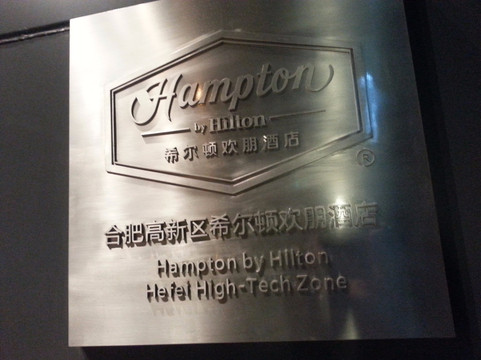 Hampton
by Hilton
希尔顿欢朋酒店
®
合肥高新区希尔顿欢朋酒店
Hampton by Hilton
Hefei High-Tech Zone